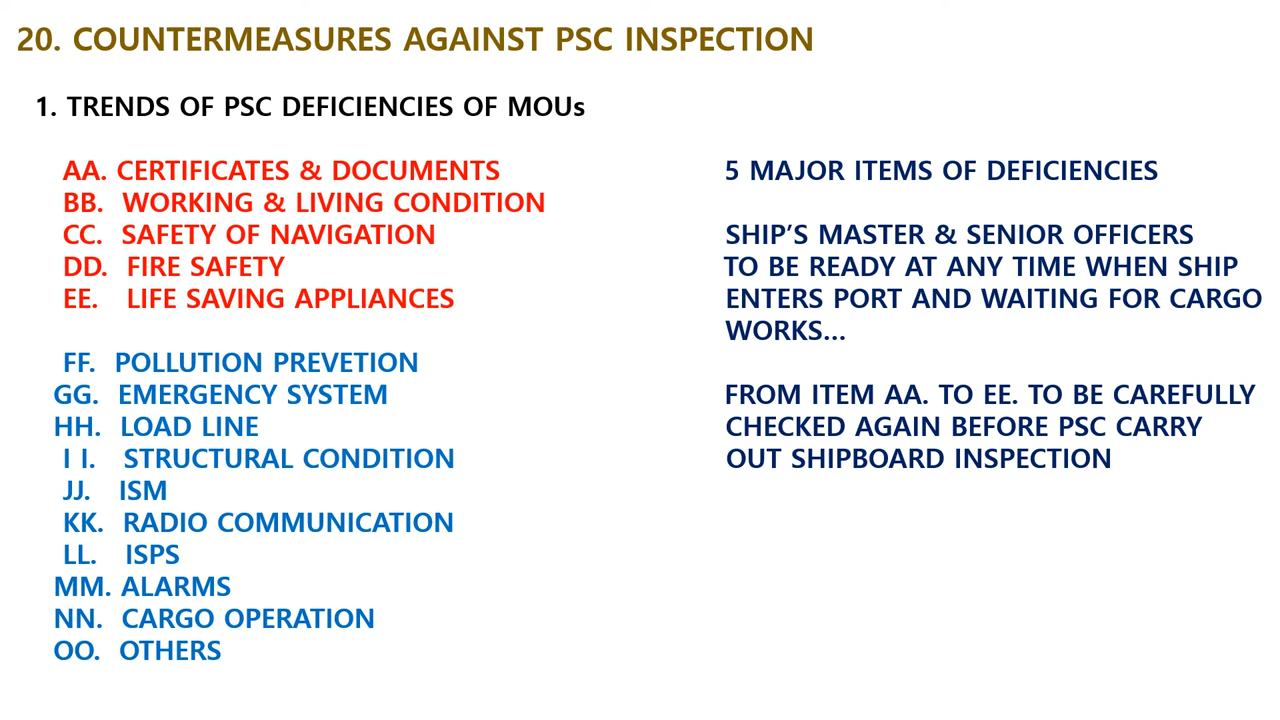 20. COUNTERMEASURES AGAINST PSC INSPECTION
1. TRENDS OF PSC DEFICIENCIES OF MOUs
AA. CERTIFICATES & DOCUMENTS
BB. WORKING & LIVING CONDITION
CC. SAFETY OF NAVIGATION
DD. FIRE SAFETY
EE. LIFE SAVING APPLIANCES
FF. POLLUTION PREVETION
GG. EMERGENCY SYSTEM
HH. LOAD LINE
I I. STRUCTURAL CONDITION
JJ. ISM
KK. RADIO COMMUNICATION
LL. ISPS
MM. ALARMS
NN. CARGO OPERATION
OO. OTHERS
5 MAJOR ITEMS OF DEFICIENCIES
SHIP’S MASTER & SENIOR OFFICERS
TO BE READY AT ANY TIME WHEN SHIP
ENTERS PORT AND WAITING FOR CARGO
WORKS...
FROM ITEM AA. TO EE. TO BE CAREFULLY
CHECKED AGAIN BEFORE PSC CARRY
OUT SHIPBOARD INSPECTION